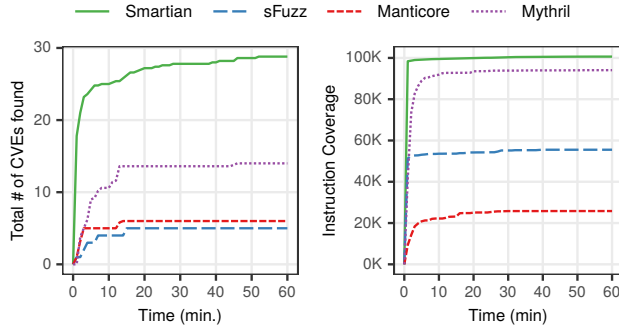 Smartian sFuzz Manticore Mythril
Total # of CVEs found
30
20
10
0
0 10 20 30 40 50 60
Time (min.)
Instruction Coverage
100K
80K
60K
40K
20K
0K
0 10 20 30 40 50 60
Time (min)